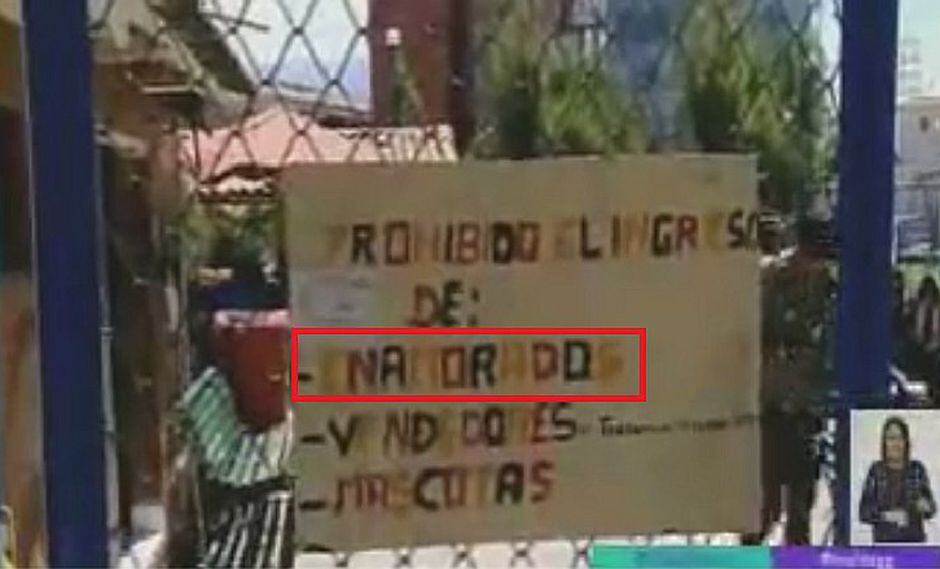 PROHIBIDO EL INGRESO
DE:
- ENAMORADOS
- VENDEDORES
- MASCOTAS